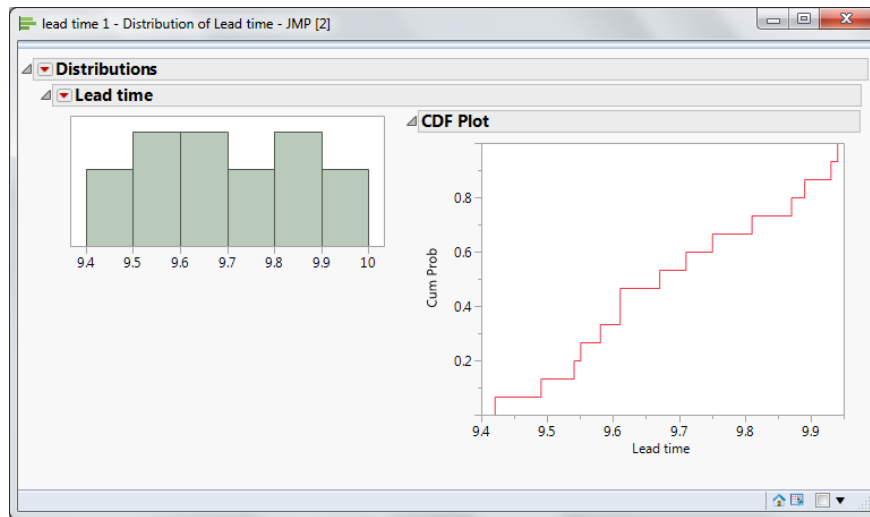 lead time 1 - Distribution of Lead time - JMP [2]
Distributions
Lead time
9.4 9.5 9.6 9.7 9.8 9.9 10
CDF Plot
Cum Prob
0.8
0.6
0.4
0.2
9.4 9.5 9.6 9.7 9.8 9.9
Lead time